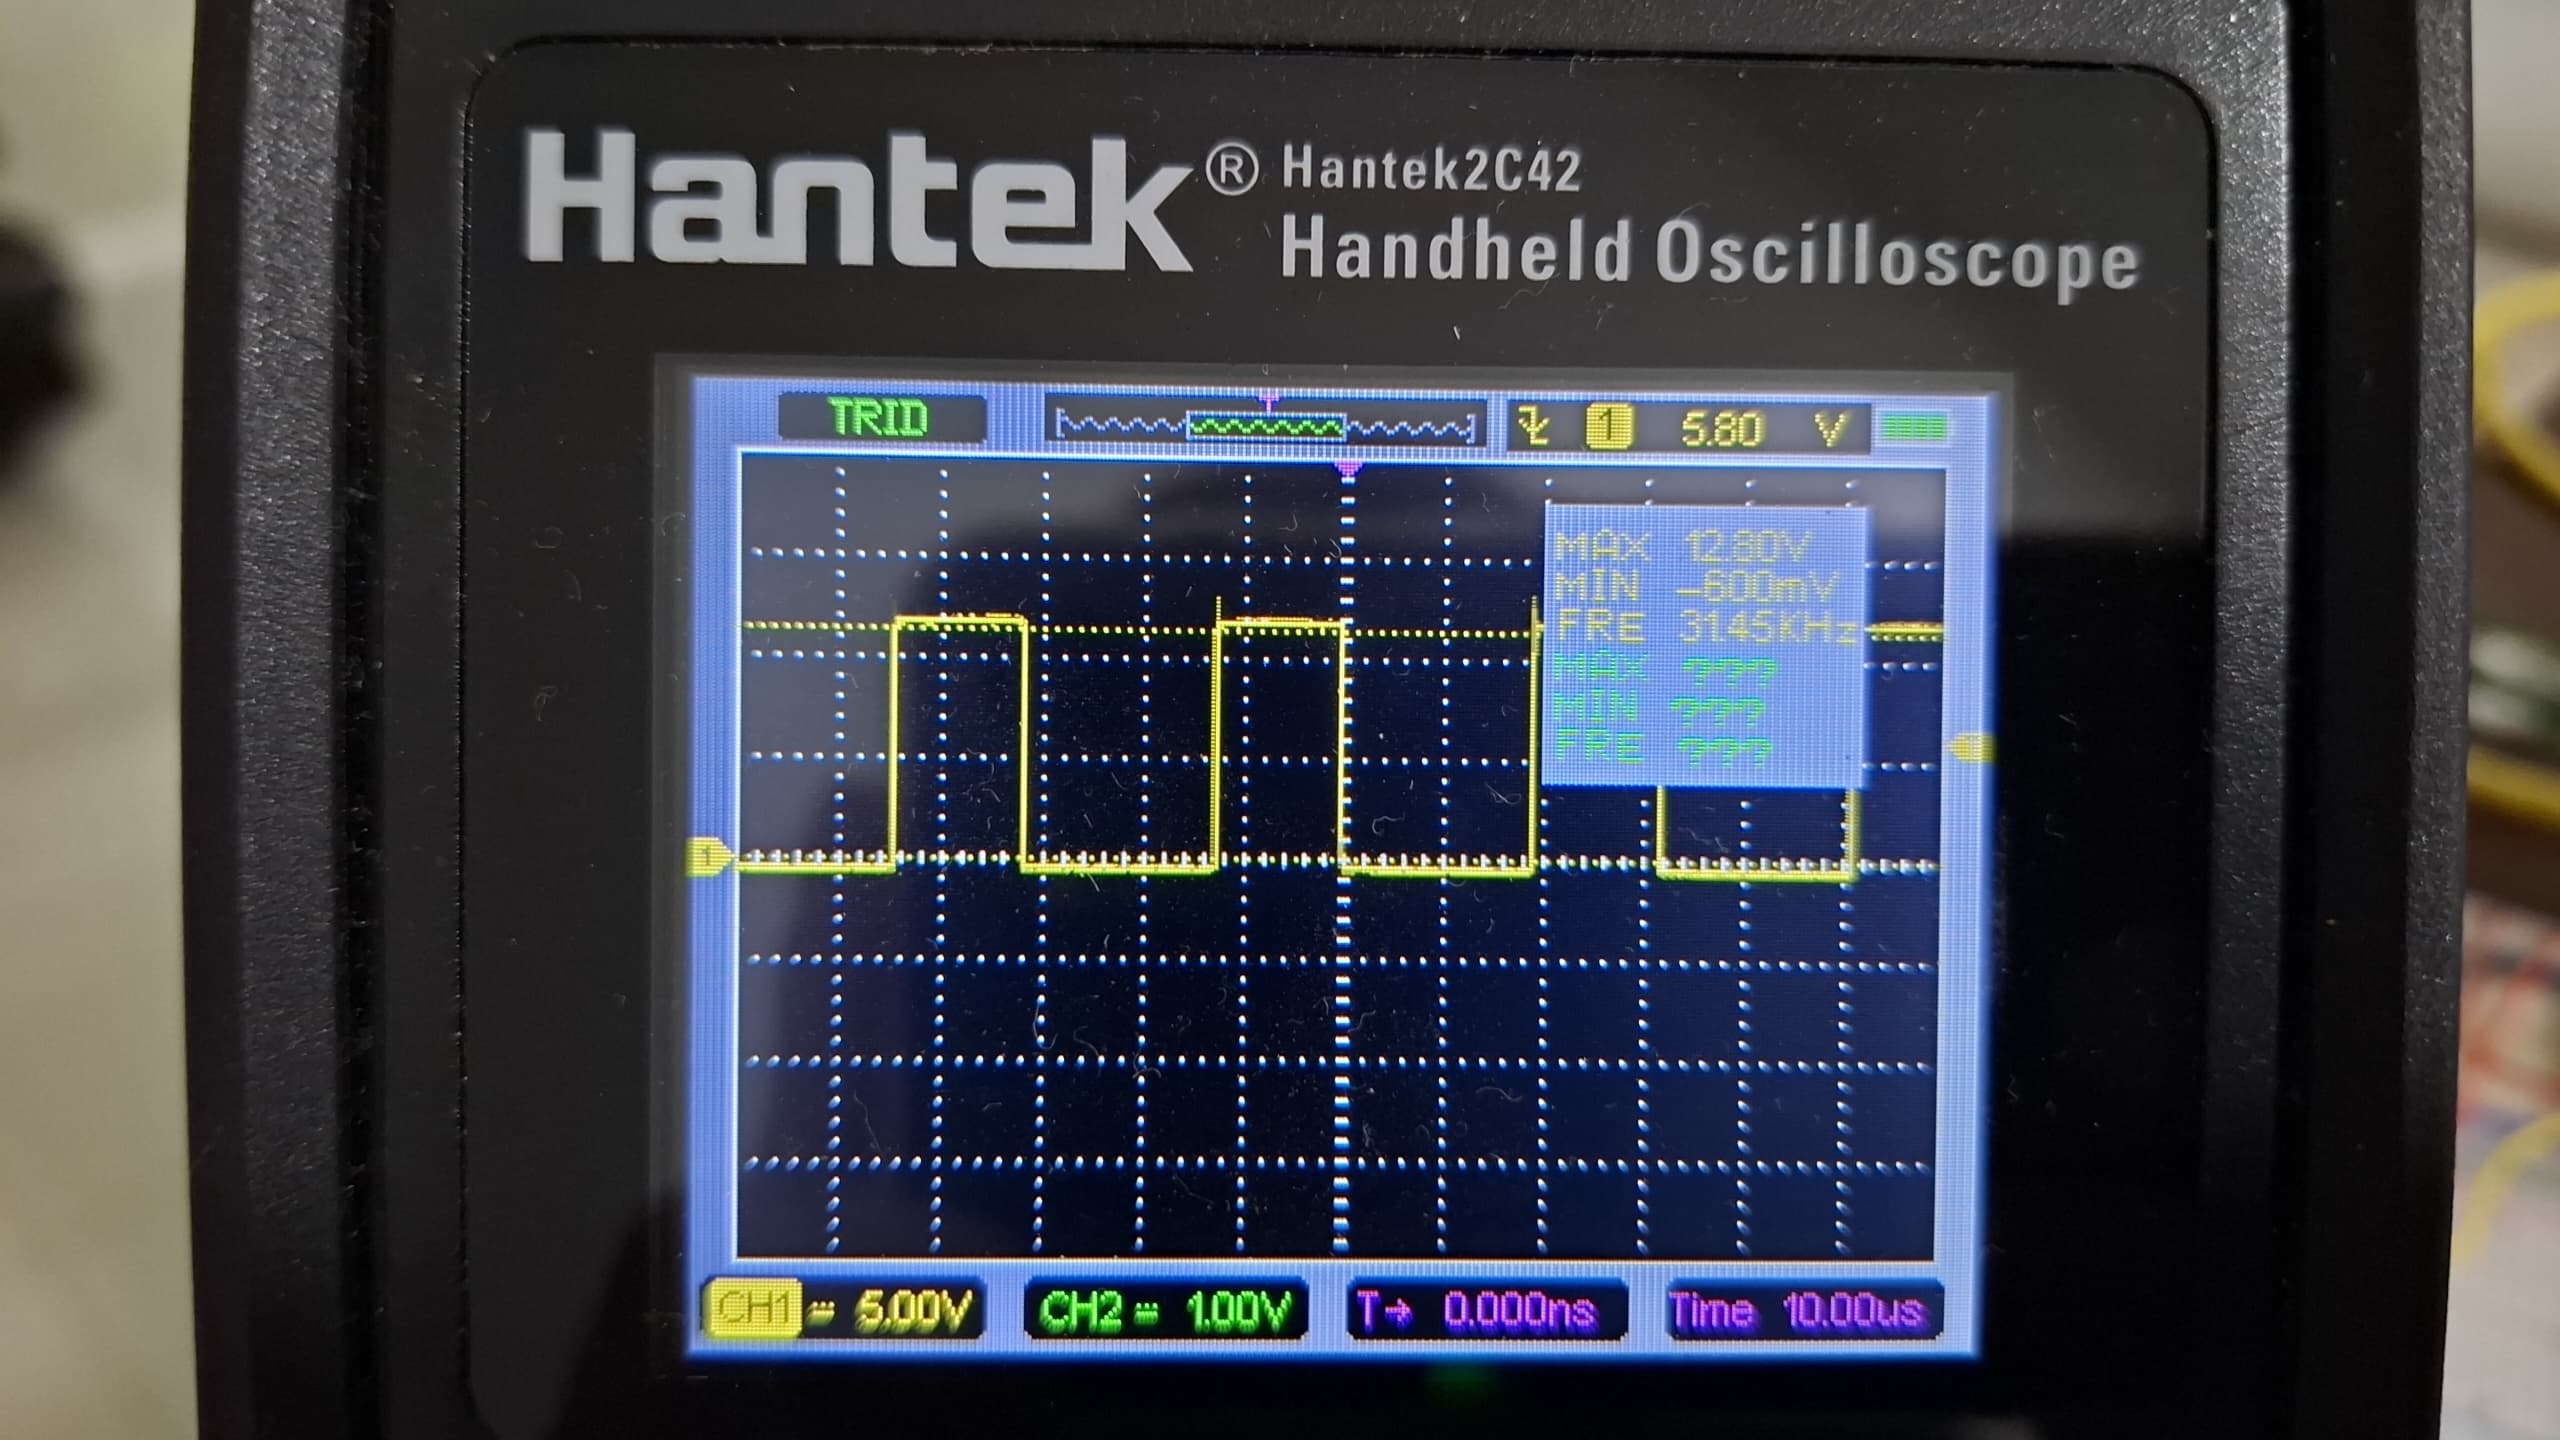 Hantek® Hantek2C42
Handheld Oscilloscope
TRID 1 5.80 V
MAX 12.80V
MIN -600mV
FRE 31.45KHz
MAX ???
MIN ???
FRE ???
1
CH1 5.00V CH2 1.00V T→ 0.000ns Time 10.00us